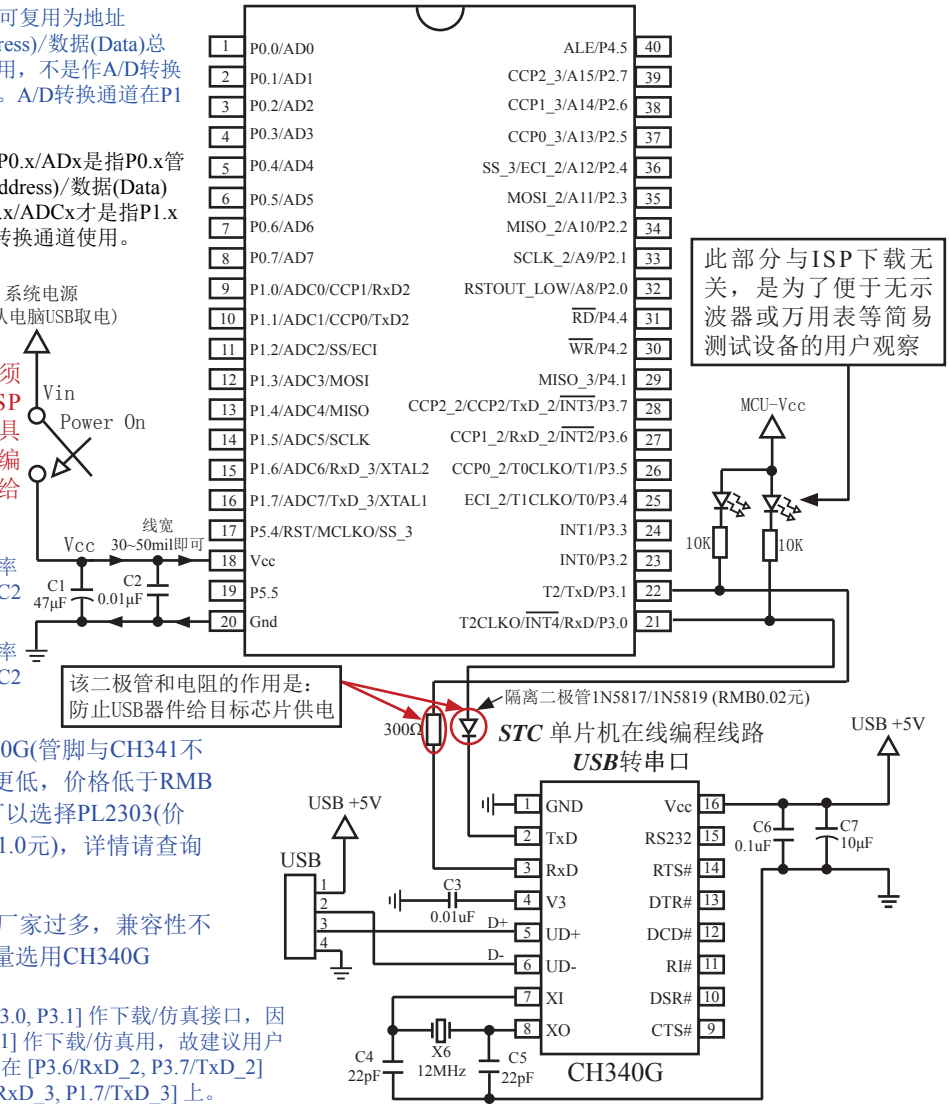 可复用为地址
ress)/数据(Data)总
用，不是作A/D转换
。A/D转换通道在P1
P0.x/ADx是指P0.x管
ddress)/数据(Data)
.x/ADCx才是指P1.x
转换通道使用。
系统电源
从电脑USB取电)
须
SP
具
编
给
Vin
Power On
率
C2
率
C2
Vcc
线宽
30~50mil即可
C1
47μF
C2
0.01μF
1 P0.0/AD0
2 P0.1/AD1
3 P0.2/AD2
4 P0.3/AD3
5 P0.4/AD4
6 P0.5/AD5
7 P0.6/AD6
8 P0.7/AD7
9 P1.0/ADC0/CCP1/RxD2
10 P1.1/ADC1/CCP0/TxD2
11 P1.2/ADC2/SS/ECI
12 P1.3/ADC3/MOSI
13 P1.4/ADC4/MISO
14 P1.5/ADC5/SCLK
15 P1.6/ADC6/RxD_3/XTAL2
16 P1.7/ADC7/TxD_3/XTAL1
17 P5.4/RST/MCLKO/SS_3
18 Vcc
19 P5.5
20 Gnd
ALE/P4.5 40
CCP2_3/A15/P2.7 39
CCP1_3/A14/P2.6 38
CCP0_3/A13/P2.5 37
SS_3/ECI_2/A12/P2.4 36
MOSI_2/A11/P2.3 35
MISO_2/A10/P2.2 34
SCLK_2/A9/P2.1 33
RSTOUT_LOW/A8/P2.0 32
RD/P4.4 31
WR/P4.2 30
MISO_3/P4.1 29
CCP2_2/CCP2/TxD_2/INT3/P3.7 28
CCP1_2/RxD_2/INT2/P3.6 27
CCP0_2/T0CLKO/T1/P3.5 26
ECI_2/T1CLKO/T0/P3.4 25
INT1/P3.3 24
INT0/P3.2 23
T2/TxD/P3.1 22
T2CLKO/INT4/RxD/P3.0 21
此部分与ISP下载无
关，是为了便于无示
波器或万用表等简易
测试设备的用户观察
MCU-Vcc
10K
10K
该二极管和电阻的作用是：
防止USB器件给目标芯片供电
300Ω
隔离二极管1N5817/1N5819 (RMB0.02元)
STC 单片机在线编程线路
USB转串口
0G(管脚与CH341不
更低，价格低于RMB
可以选择PL2303(价
1.0元)，详情请查询
厂家过多，兼容性不
量选用CH340G
P3.0, P3.1] 作下载/仿真接口，因
1] 作下载/仿真用，故建议用户
在 [P3.6/RxD_2, P3.7/TxD_2]
RxD_3, P1.7/TxD_3] 上。
USB +5V
USB
1
2
3
4
C3
0.01uF
D+
D-
1 GND
2 TxD
3 RxD
4 V3
5 UD+
6 UD-
7 XI
8 XO
Vcc 16
RS232 15
RTS# 14
DTR# 13
DCD# 12
RI# 11
DSR# 10
CTS# 9
CH340G
USB +5V
C6
0.1uF
C7
10μF
C4
22pF
X6
12MHz
C5
22pF